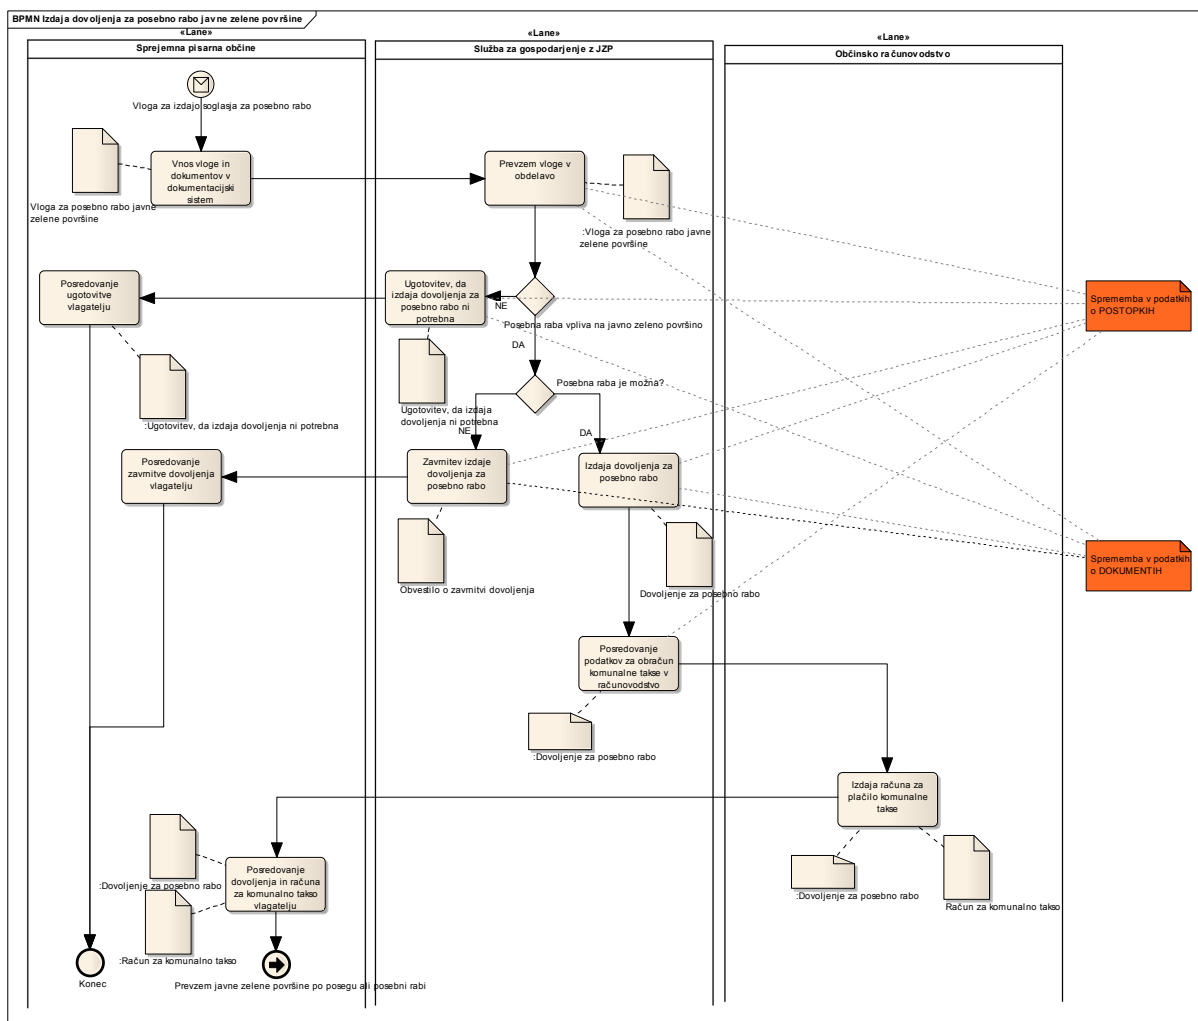 BPMN Izdaja dovoljenja za posebno rabo javne zelene površine
«Lane»
Sprejemna pisarna občine
«Lane»
Služba za gospodarjenje z JZP
«Lane»
Občinsko računovodstvo
Vloga za izdajo soglasja za posebno rabo
Vnos vloge in
dokumentov v
dokumentacijski
sistem
Vloga za posebno rabo javne
zelene površine
Prevzem vloge v
obdelavo
:Vloga za posebno rabo javne
zelene površine
Posredovanje
ugotovitve
vlagatelju
Ugotovitev, da
izdaja dovoljenja za
posebno rabo ni
potrebna
NE
Posebna raba vpliva na javno zeleno površino
DA
Sprememba v podatkih
o POSTOPKIH
:Ugotovitev, da izdaja dovoljenja ni potrebna
Ugotovitev, da izdaja
dovoljenja ni potrebna
Posebna raba je možna?
NE
DA
Posredovanje
zavrnitve dovoljenja
vlagatelju
Zavrnitev izdaje
dovoljenja za
posebno rabo
Izdaja dovoljenja za
posebno rabo
Obvestilo o zavrnitvi dovoljenja
Dovoljenje za posebno rabo
Sprememba v podatkih
o DOKUMENTIH
Posredovanje
podatkov za obračun
komunalne takse v
računovodstvo
:Dovoljenje za posebno rabo
Izdaja računa za
plačilo komunalne
takse
:Dovoljenje za posebno rabo
Račun za komunalno takso
Posredovanje
dovoljenja in računa
za komunalno takso
vlagatelju
:Dovoljenje za posebno rabo
:Račun za komunalno takso
Konec
Prevzem javne zelene površine po posegu ali posebni rabi